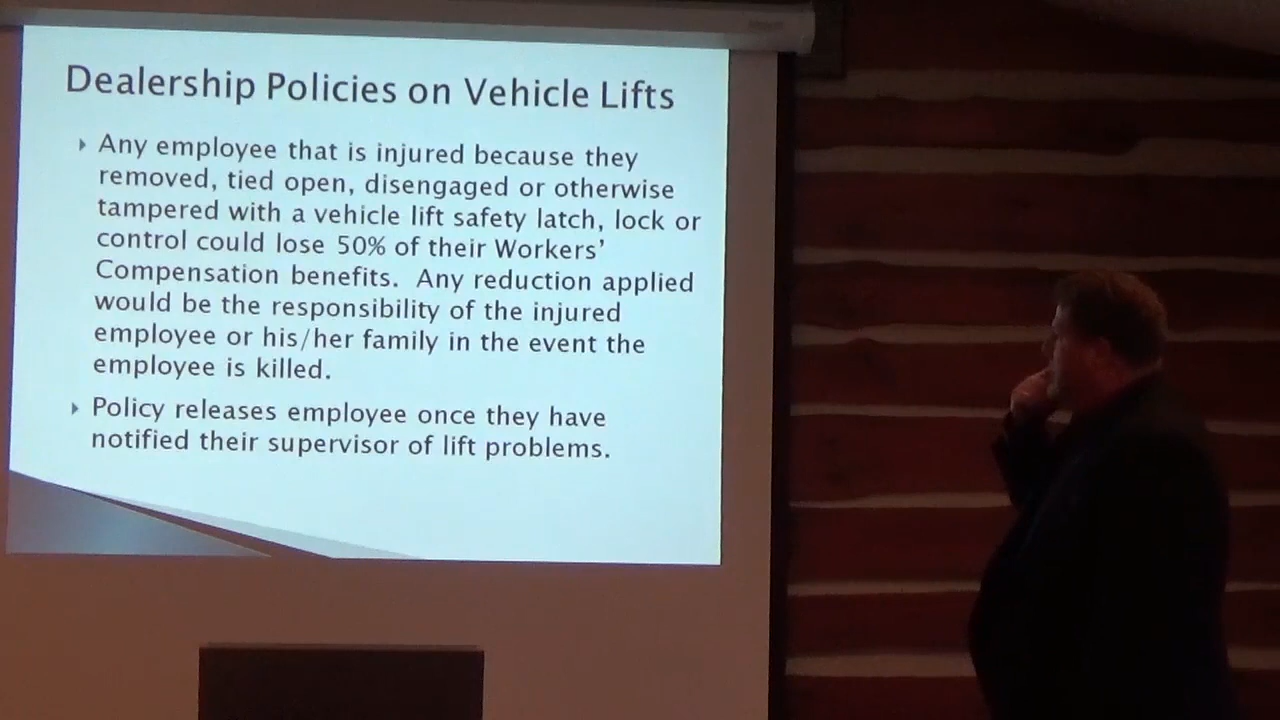 Dealership Policies on Vehicle Lifts
Any employee that is injured because they
removed, tied open, disengaged or otherwise
tampered with a vehicle lift safety latch, lock or
control could lose 50% of their Workers’
Compensation benefits. Any reduction applied
would be the responsibility of the injured
employee or his/her family in the event the
employee is killed.
Policy releases employee once they have
notified their supervisor of lift problems.